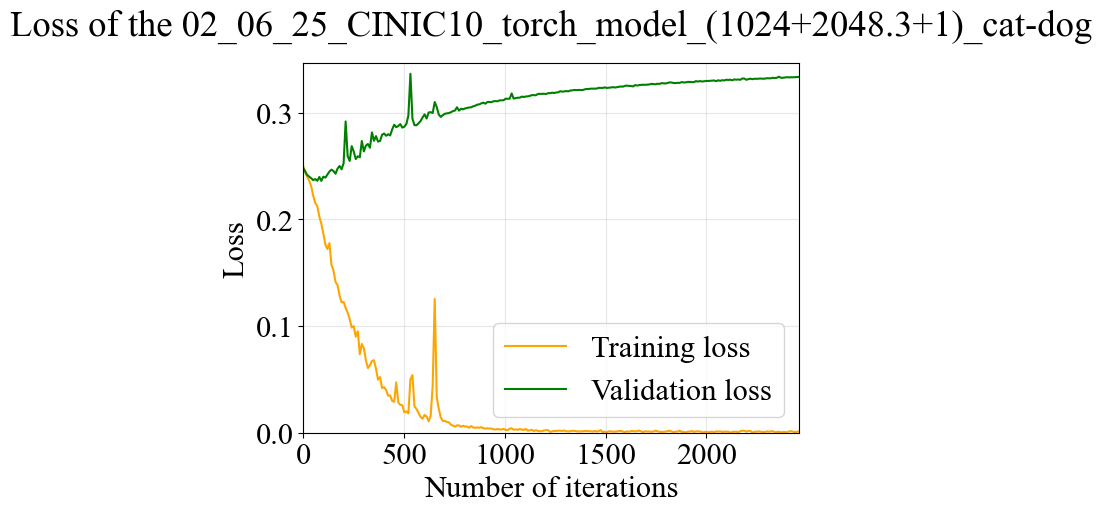 Loss of the 02_06_25_CINIC10_torch_model_(1024+2048.3+1)_cat-dog
0.3
0.2
0.1
0.0
Loss
Training loss
Validation loss
0 500 1000 1500 2000
Number of iterations